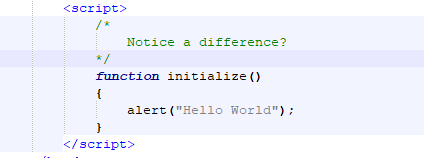 <script>
/*
Notice a difference?
*/
function initialize()
{
alert("Hello World");
}
</script>